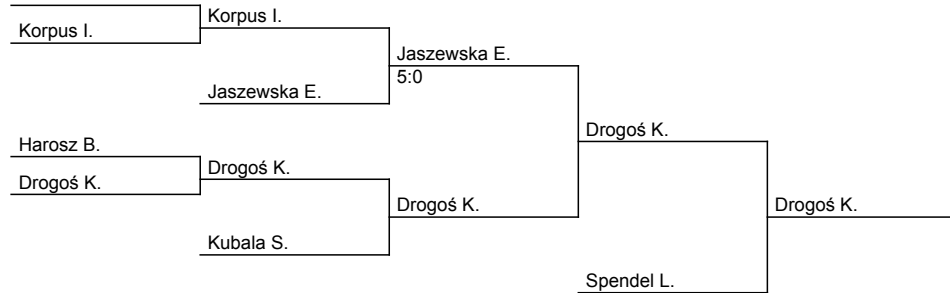 Korpus I.
Korpus I.
Jaszewska E.
5:0
Jaszewska E.
Drogoś K.
Harosz B.
Drogoś K.
Drogoś K.
Drogoś K.
Drogoś K.
Kubala S.
Spendel L.